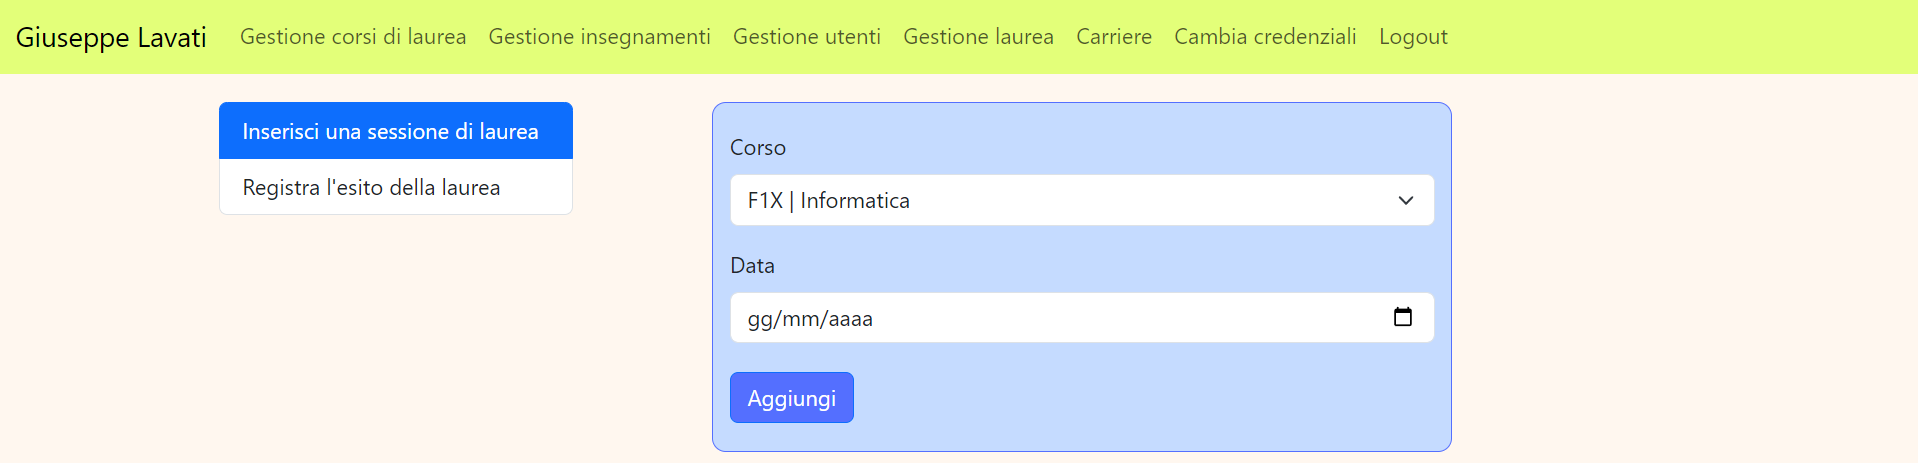 Giuseppe Lavati Gestione corsi di laurea Gestione insegnamenti Gestione utenti Gestione laurea Carriere Cambia credenziali Logout
Inserisci una sessione di laurea
Registra l'esito della laurea
Corso
F1X | Informatica
Data
gg/mm/aaaa
Aggiungi